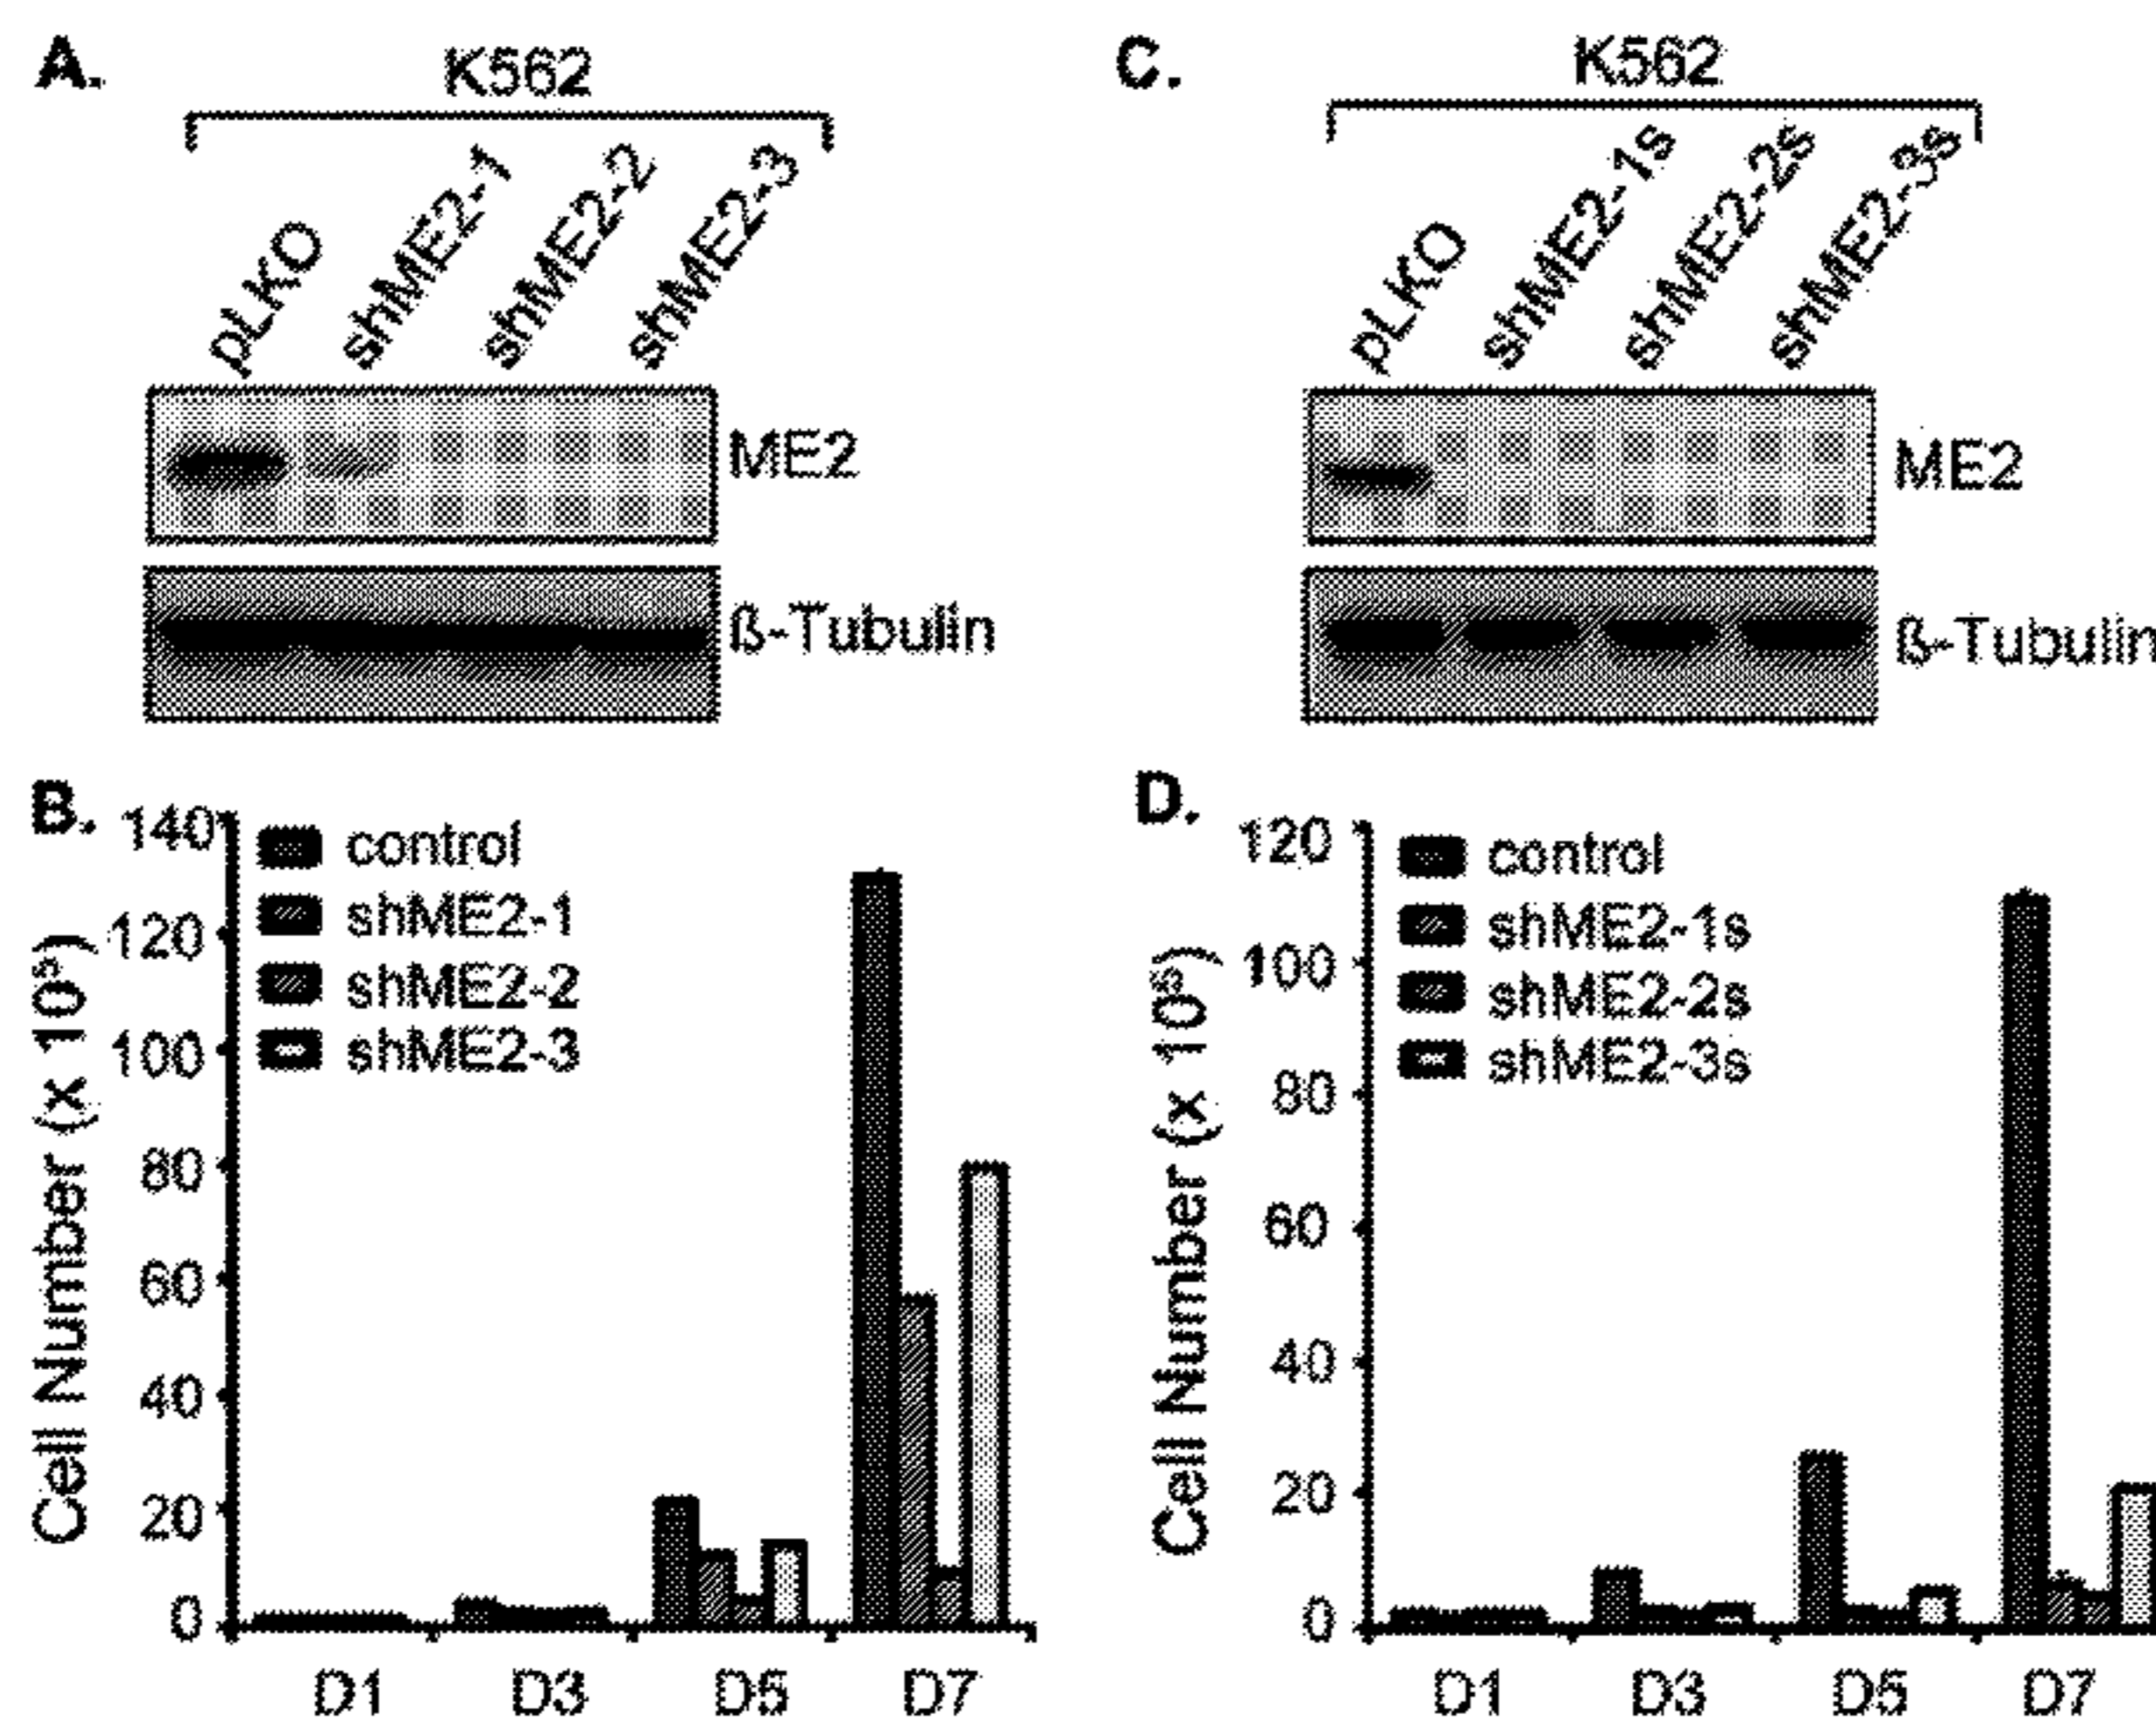 A.
K562
pLKO
shME2-1
shME2-2
shME2-3
ME2
ß-Tubulin
B.
140
120
100
80
60
40
20
0
Cell Number (x 10⁵)
control
shME2-1
shME2-2
shME2-3
D1 D3 D5 D7
C.
K562
pLKO
shME2-1s
shME2-2s
shME2-3s
ME2
ß-Tubulin
D.
120
100
80
60
40
20
0
Cell Number (x 10⁵)
control
shME2-1s
shME2-2s
shME2-3s
D1 D3 D5 D7